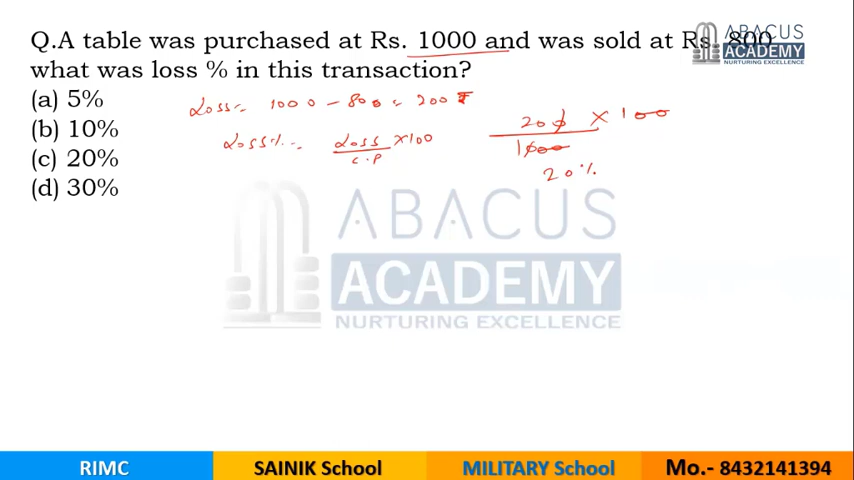 Q.A table was purchased at Rs. 1000 and was sold at Rs. 800
what was loss % in this transaction?
(a) 5%
(b) 10%
(c) 20%
(d) 30%
Loss = 1000 - 800 = 200 ₹
Loss % = Loss / C.P × 100
200 × 100
1000
20%
ABACUS
ACADEMY
NURTURING EXCELLENCE
ABACUS
ACADEMY
NURTURING EXCELLENCE
RIMC
SAINIK School
MILITARY School
Mo.- 8432141394